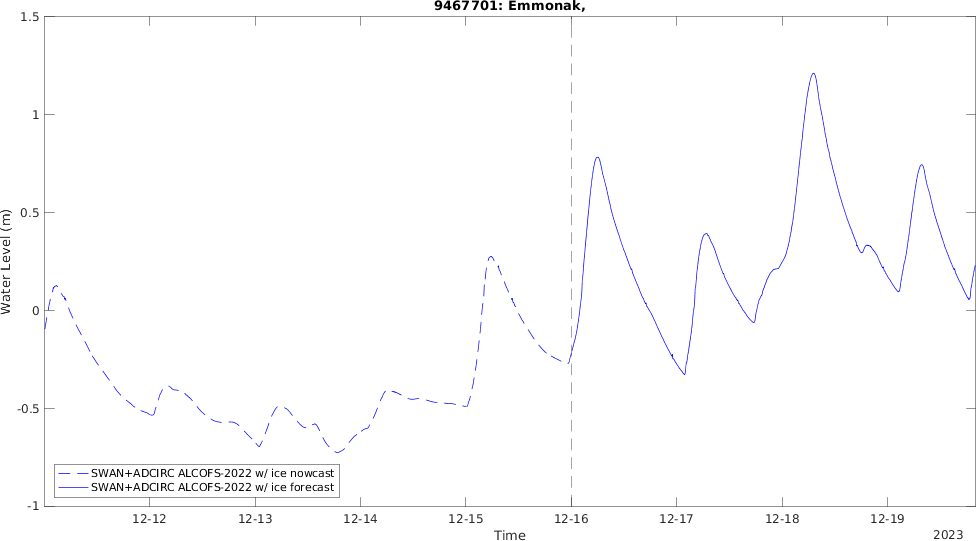 9467701: Emmonak,
1.5
1
0.5
0
-0.5
-1
Water Level (m)
SWAN+ADCIRC ALCOFS-2022 w/ ice nowcast
SWAN+ADCIRC ALCOFS-2022 w/ ice forecast
12-12 12-13 12-14 12-15 12-16 12-17 12-18 12-19
Time
2023